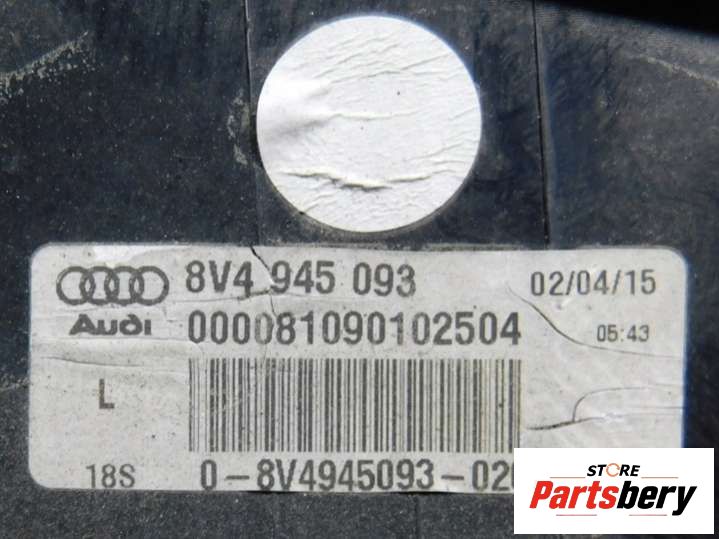 8V4 945 093 02/04/15
Audi 000081090102504 05:43
L
18S 0-8V4945093-02
STORE
Partsbery